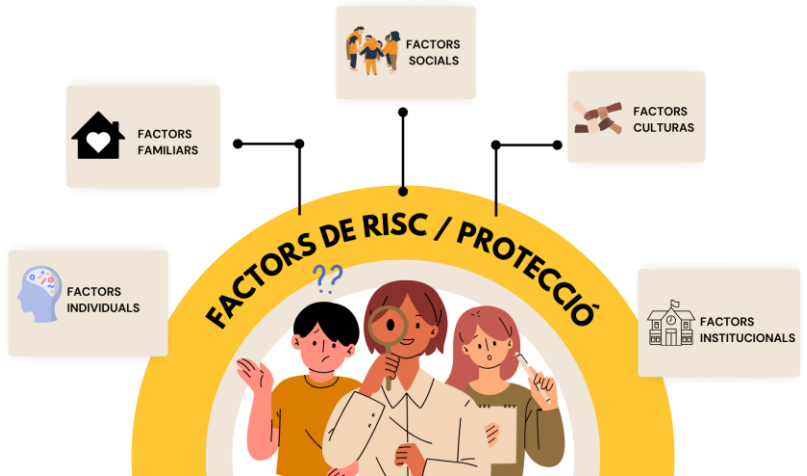 FACTORS
SOCIALS
FACTORS
FAMILIARS
FACTORS
CULTURAS
FACTORS DE RISC / PROTECCIÓ
??
FACTORS
INDIVIDUALS
FACTORS
INSTITUCIONALS